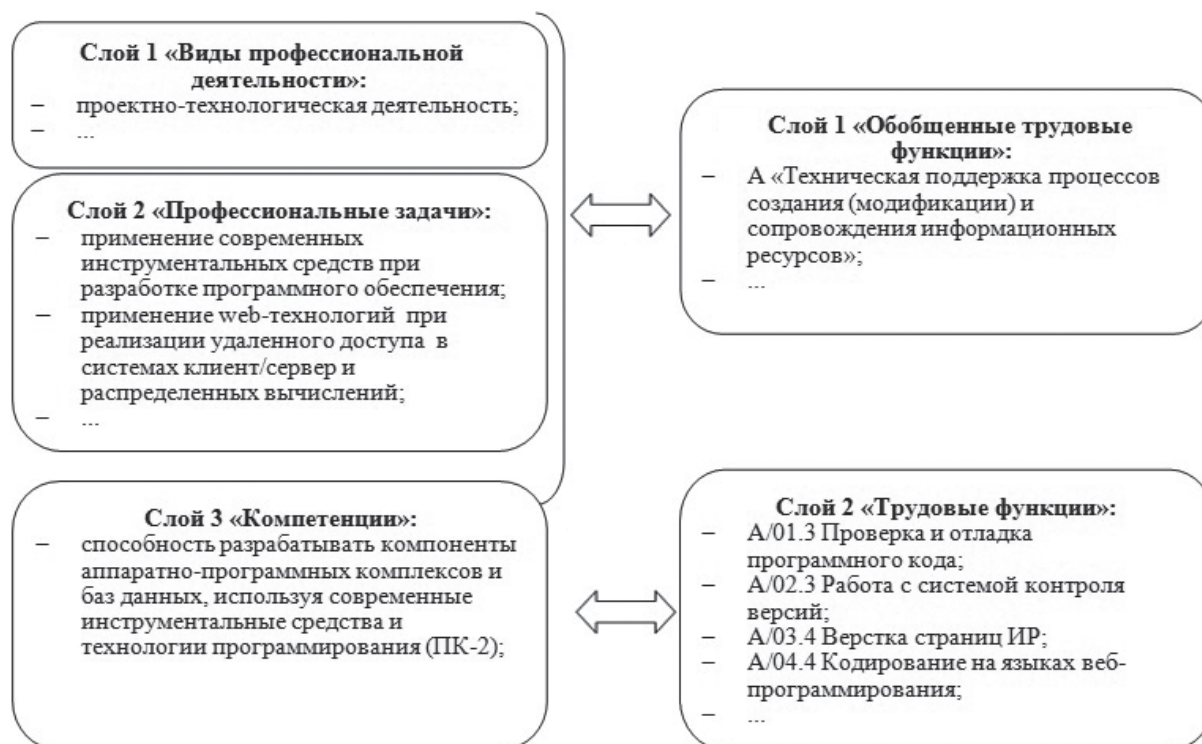 Слой 1 «Виды профессиональной
деятельности»:
– проектно-технологическая деятельность;
– ...
Слой 2 «Профессиональные задачи»:
– применение современных
инструментальных средств при
разработке программного обеспечения;
– применение web-технологий при
реализации удаленного доступа в
системах клиент/сервер и
распределенных вычислений;
– ...
Слой 3 «Компетенции»:
– способность разрабатывать компоненты
аппаратно-программных комплексов и
баз данных, используя современные
инструментальные средства и
технологии программирования (ПК-2);
Слой 1 «Обобщенные трудовые
функции»:
– А «Техническая поддержка процессов
создания (модификации) и
сопровождения информационных
ресурсов»;
– ...
Слой 2 «Трудовые функции»:
– А/01.3 Проверка и отладка
программного кода;
– А/02.3 Работа с системой контроля
версий;
– А/03.4 Верстка страниц ИР;
– А/04.4 Кодирование на языках веб-
программирования;
– ...